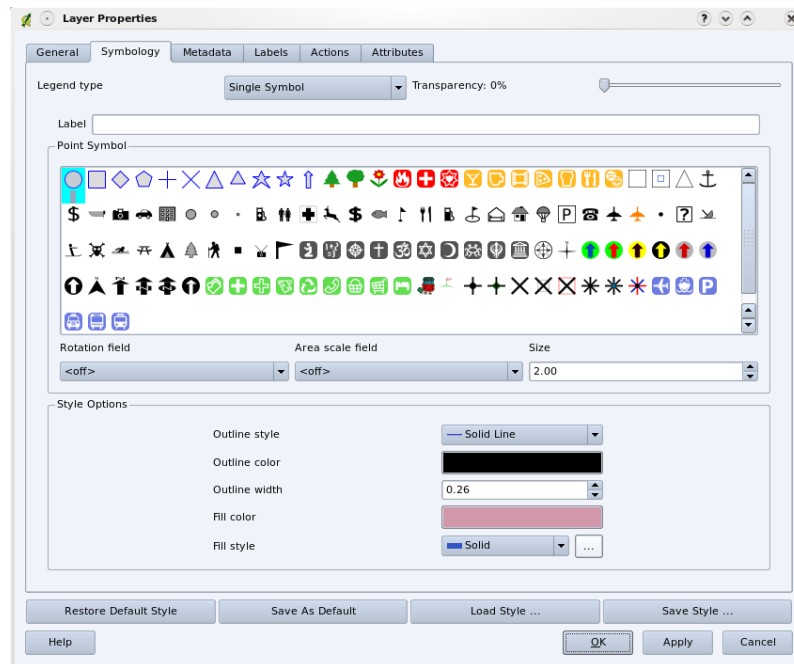 Layer Properties
General Symbology Metadata Labels Actions Attributes
Legend type Single Symbol Transparency: 0%
Label
Point Symbol
Rotation field Area scale field Size
<off> <off> 2.00
Style Options
Outline style Solid Line
Outline color
Outline width 0.26
Fill color
Fill style Solid ...
Restore Default Style Save As Default Load Style ... Save Style ...
Help OK Apply Cancel